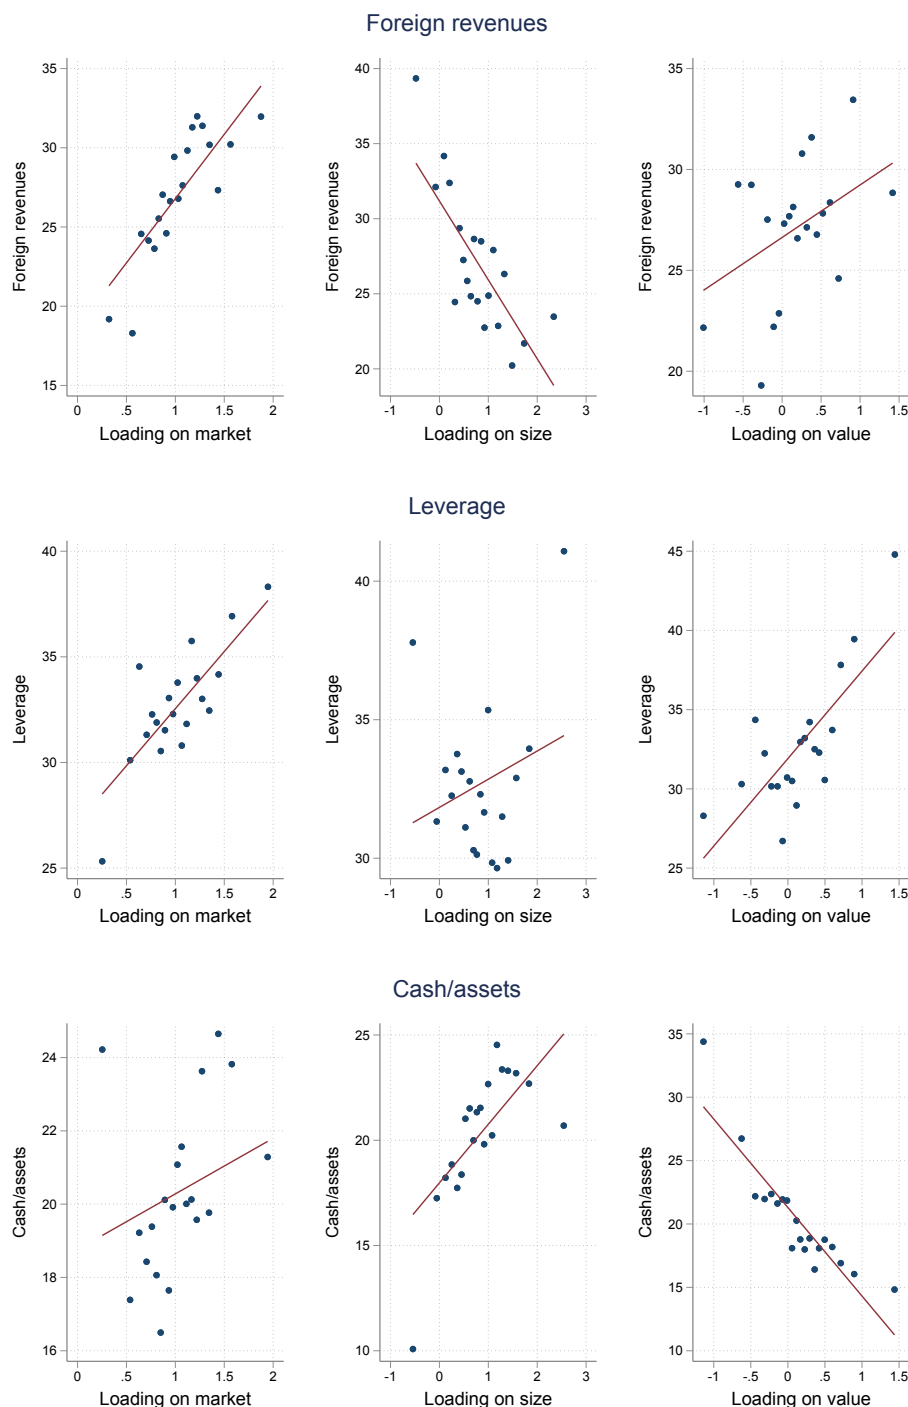 Foreign revenues
Foreign revenues
35
30
25
20
15
0 .5 1 1.5 2
Loading on market
Foreign revenues
40
35
30
25
20
-1 0 1 2 3
Loading on size
Foreign revenues
35
30
25
20
-1 -.5 0 .5 1 1.5
Loading on value
Leverage
Leverage
40
35
30
25
0 .5 1 1.5 2
Loading on market
Leverage
40
35
30
-1 0 1 2 3
Loading on size
Leverage
45
40
35
30
25
-1 -.5 0 .5 1 1.5
Loading on value
Cash/assets
Cash/assets
24
22
20
18
16
0 .5 1 1.5 2
Loading on market
Cash/assets
25
20
15
10
-1 0 1 2 3
Loading on size
Cash/assets
35
30
25
20
15
10
-1 -.5 0 .5 1 1.5
Loading on value